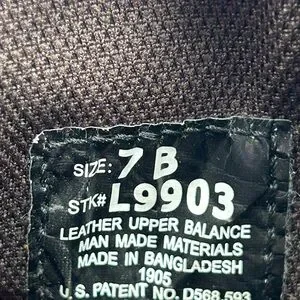 SIZE: 7 B
STK# L9903
LEATHER UPPER BALANCE
MAN MADE MATERIALS
MADE IN BANGLADESH
1905
U.S. PATENT NO. D568,593